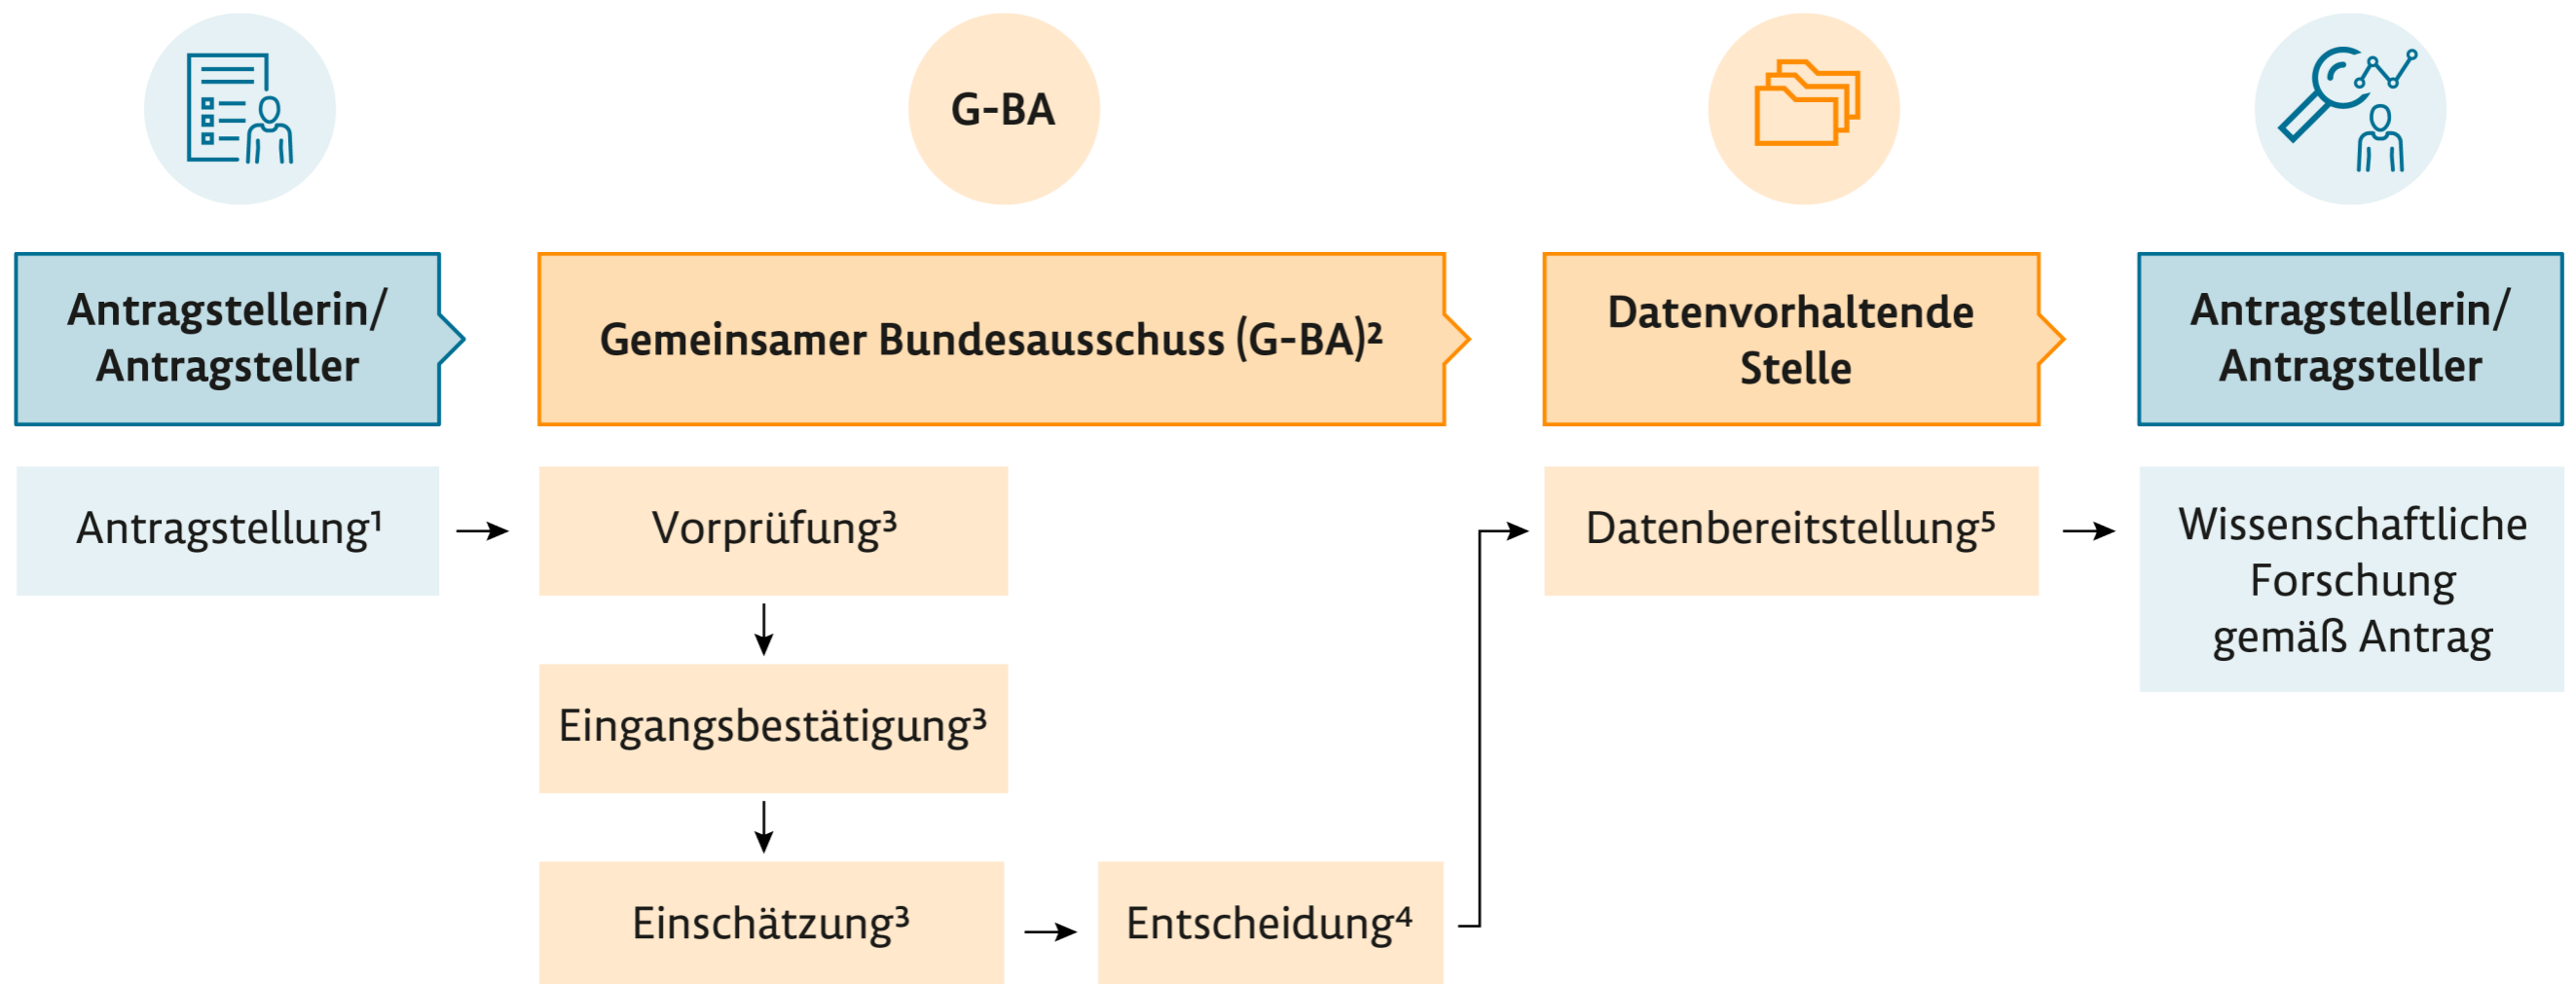 G-BA
Antragstellerin/
Antragsteller
Gemeinsamer Bundesausschuss (G-BA)²
Datenvorhaltende
Stelle
Antragstellerin/
Antragsteller
Antragstellung¹
Vorprüfung³
Datenbereitstellung⁵
Wissenschaftliche
Forschung
gemäß Antrag
Eingangsbestätigung³
Einschätzung³
Entscheidung⁴